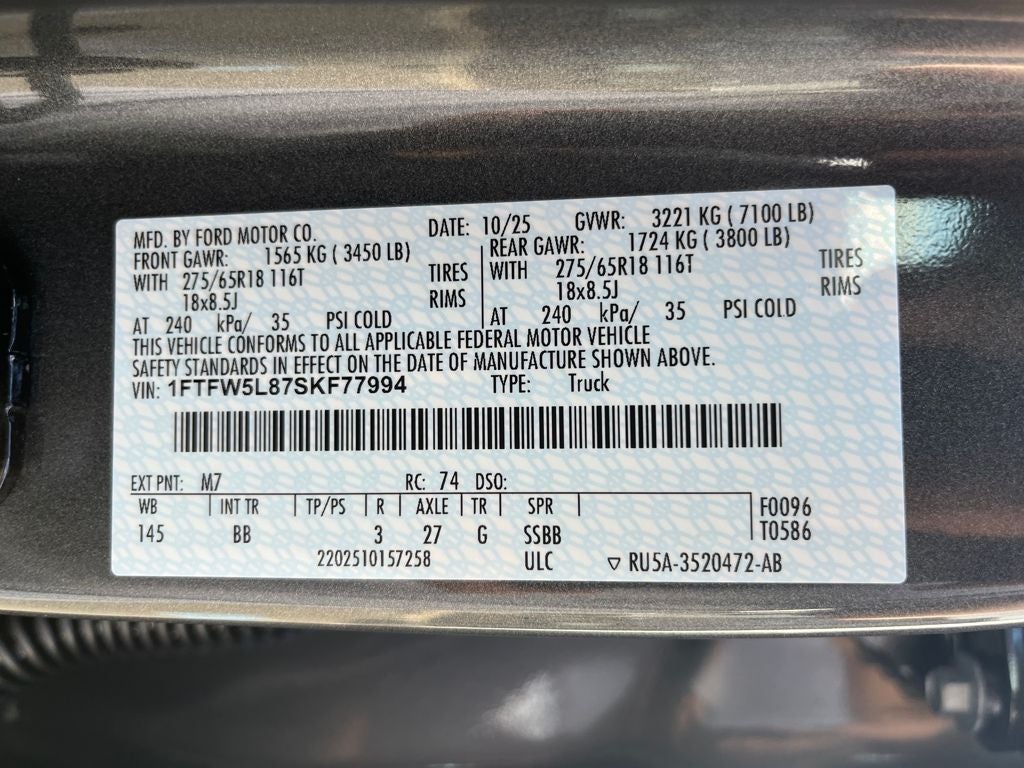 MFD. BY FORD MOTOR CO. DATE: 10/25 GVWR: 3221 KG ( 7100 LB)
FRONT GAWR: 1565 KG ( 3450 LB) REAR GAWR: 1724 KG ( 3800 LB)
WITH 275/65R18 116T TIRES WITH 275/65R18 116T TIRES
18x8.5J RIMS 18x8.5J RIMS
AT 240 kPa/ 35 PSI COLD AT 240 kPa/ 35 PSI COLD
THIS VEHICLE CONFORMS TO ALL APPLICABLE FEDERAL MOTOR VEHICLE
SAFETY STANDARDS IN EFFECT ON THE DATE OF MANUFACTURE SHOWN ABOVE.
VIN: 1FTFW5L87SKF77994 TYPE: Truck
EXT PNT: M7 RC: 74 DSO:
WB INT TR TP/PS R AXLE TR SPR F0096
145 BB 3 27 G SSBB T0586
2202510157258 ULC ▽ RU5A-3520472-AB